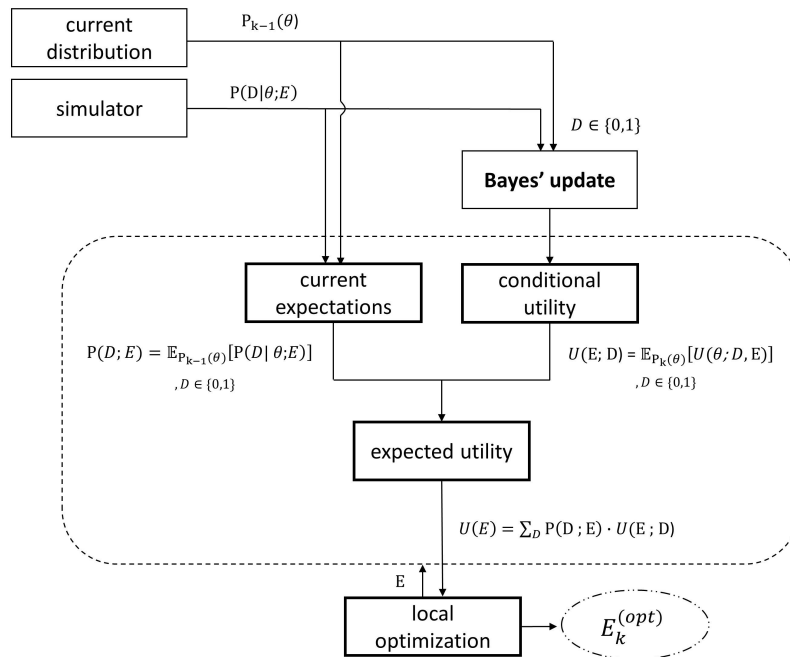 current
distribution
P_{k−1}(θ)
simulator
P(D|θ;E)
D ∈ {0,1}
Bayes’ update
current
expectations
conditional
utility
P(D; E) = 𝔼_{P_{k−1}(θ)}[P(D| θ;E)]
, D ∈ {0,1}
U(E; D) = 𝔼_{P_k(θ)}[U(θ; D, E)]
, D ∈ {0,1}
expected utility
U(E) = ∑_D P(D ; E) · U(E ; D)
E
local
optimization
E_k^{(opt)}